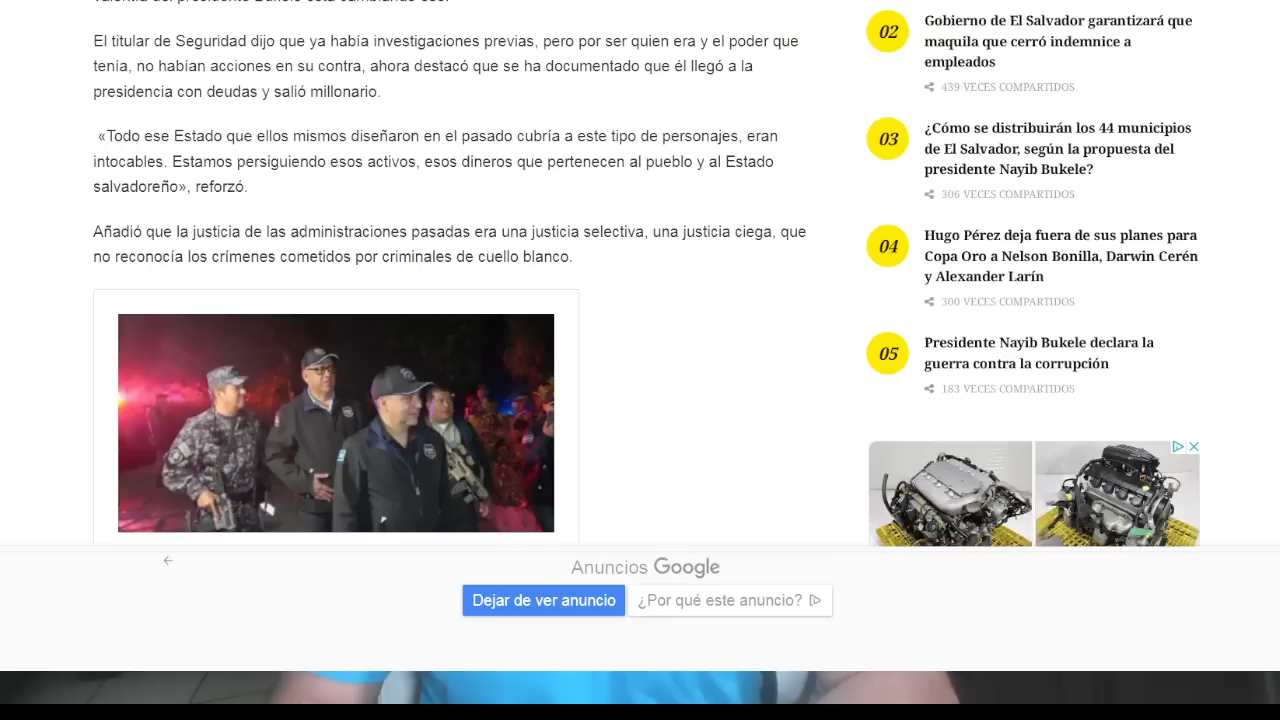 El titular de Seguridad dijo que ya había investigaciones previas, pero por ser quien era y el poder que
tenía, no habían acciones en su contra, ahora destacó que se ha documentado que él llegó a la
presidencia con deudas y salió millonario.
«Todo ese Estado que ellos mismos diseñaron en el pasado cubría a este tipo de personajes, eran
intocables. Estamos persiguiendo esos activos, esos dineros que pertenecen al pueblo y al Estado
salvadoreño», reforzó.
Añadió que la justicia de las administraciones pasadas era una justicia selectiva, una justicia ciega, que
no reconocía los crímenes cometidos por criminales de cuello blanco.
02
Gobierno de El Salvador garantizará que
maquila que cerró indemnice a
empleados
439 VECES COMPARTIDOS
03
¿Cómo se distribuirán los 44 municipios
de El Salvador, según la propuesta del
presidente Nayib Bukele?
306 VECES COMPARTIDOS
04
Hugo Pérez deja fuera de sus planes para
Copa Oro a Nelson Bonilla, Darwin Cerén
y Alexander Larín
300 VECES COMPARTIDOS
05
Presidente Nayib Bukele declara la
guerra contra la corrupción
183 VECES COMPARTIDOS
Anuncios Google
Dejar de ver anuncio
¿Por qué este anuncio?